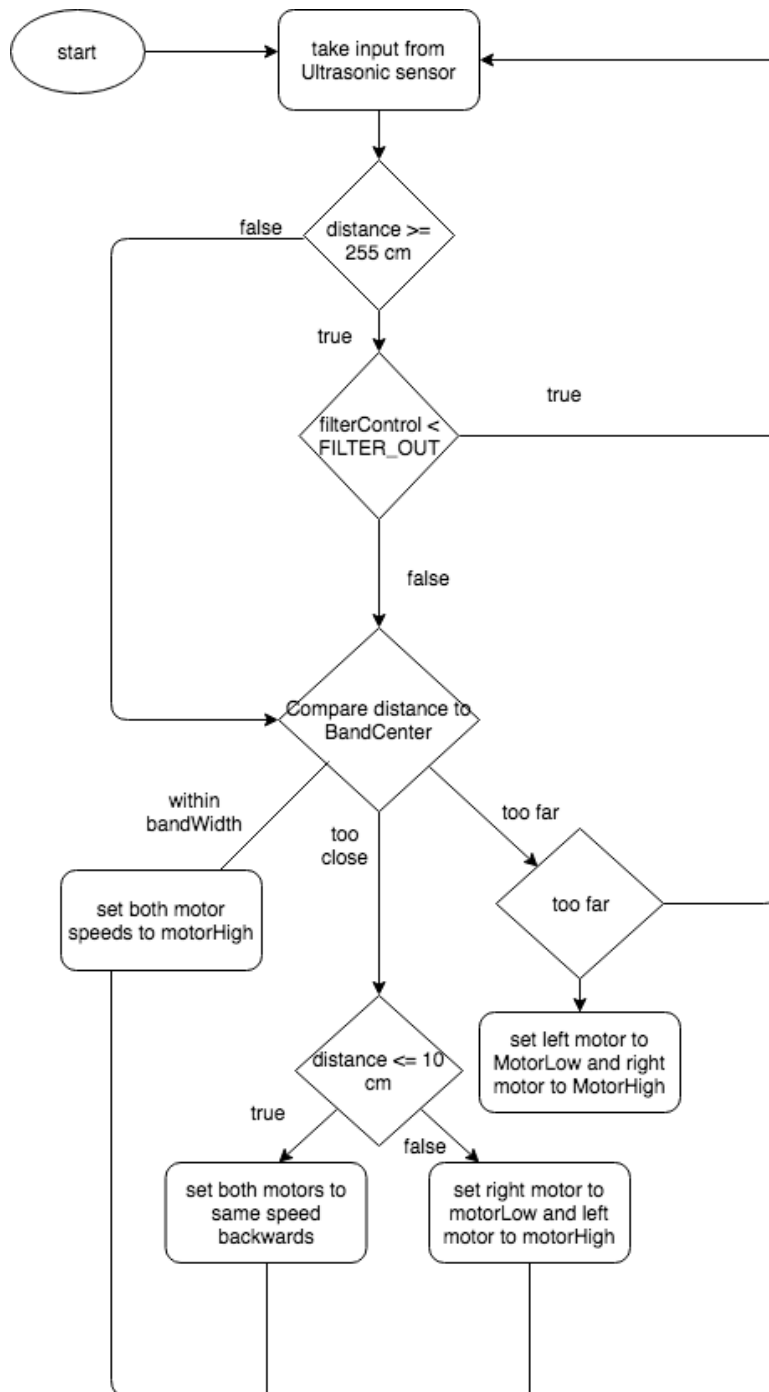 start
take input from
Ultrasonic sensor
false
distance >=
255 cm
true
true
filterControl <
FILTER_OUT
false
Compare distance to
BandCenter
within
bandWidth
too
close
too far
set both motor
speeds to motorHigh
too far
distance <= 10
cm
set left motor to
MotorLow and right
motor to MotorHigh
true
false
set both motors to
same speed
backwards
set right motor to
motorLow and left
motor to motorHigh